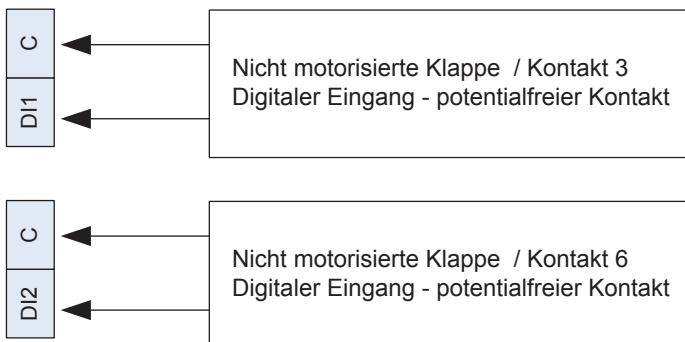 C
DI1
Nicht motorisierte Klappe / Kontakt 3
Digitaler Eingang - potentialfreier Kontakt
C
DI2
Nicht motorisierte Klappe / Kontakt 6
Digitaler Eingang - potentialfreier Kontakt